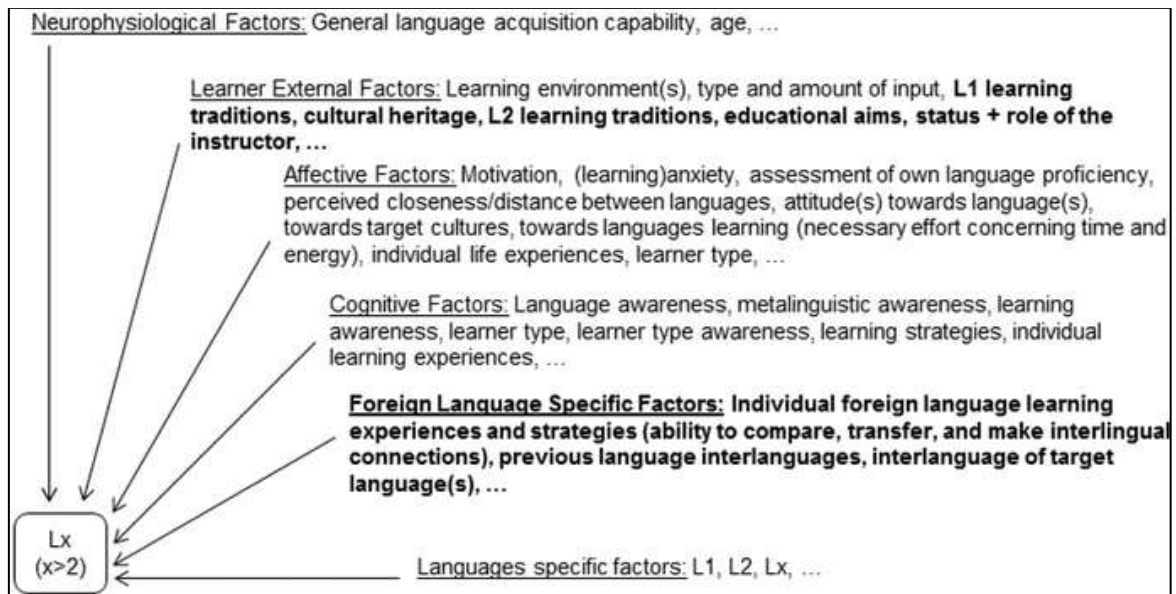 Neurophysiological Factors: General language acquisition capability, age, …
Learner External Factors: Learning environment(s), type and amount of input, L1 learning
traditions, cultural heritage, L2 learning traditions, educational aims, status + role of the
instructor, …
Affective Factors: Motivation, (learning)anxiety, assessment of own language proficiency,
perceived closeness/distance between languages, attitude(s) towards language(s),
towards target cultures, towards languages learning (necessary effort concerning time and
energy), individual life experiences, learner type, …
Cognitive Factors: Language awareness, metalinguistic awareness, learning
awareness, learner type, learner type awareness, learning strategies, individual
learning experiences, …
Foreign Language Specific Factors: Individual foreign language learning
experiences and strategies (ability to compare, transfer, and make interlingual
connections), previous language interlanguages, interlanguage of target
language(s), …
Lx
(x>2)
Languages specific factors: L1, L2, Lx, …